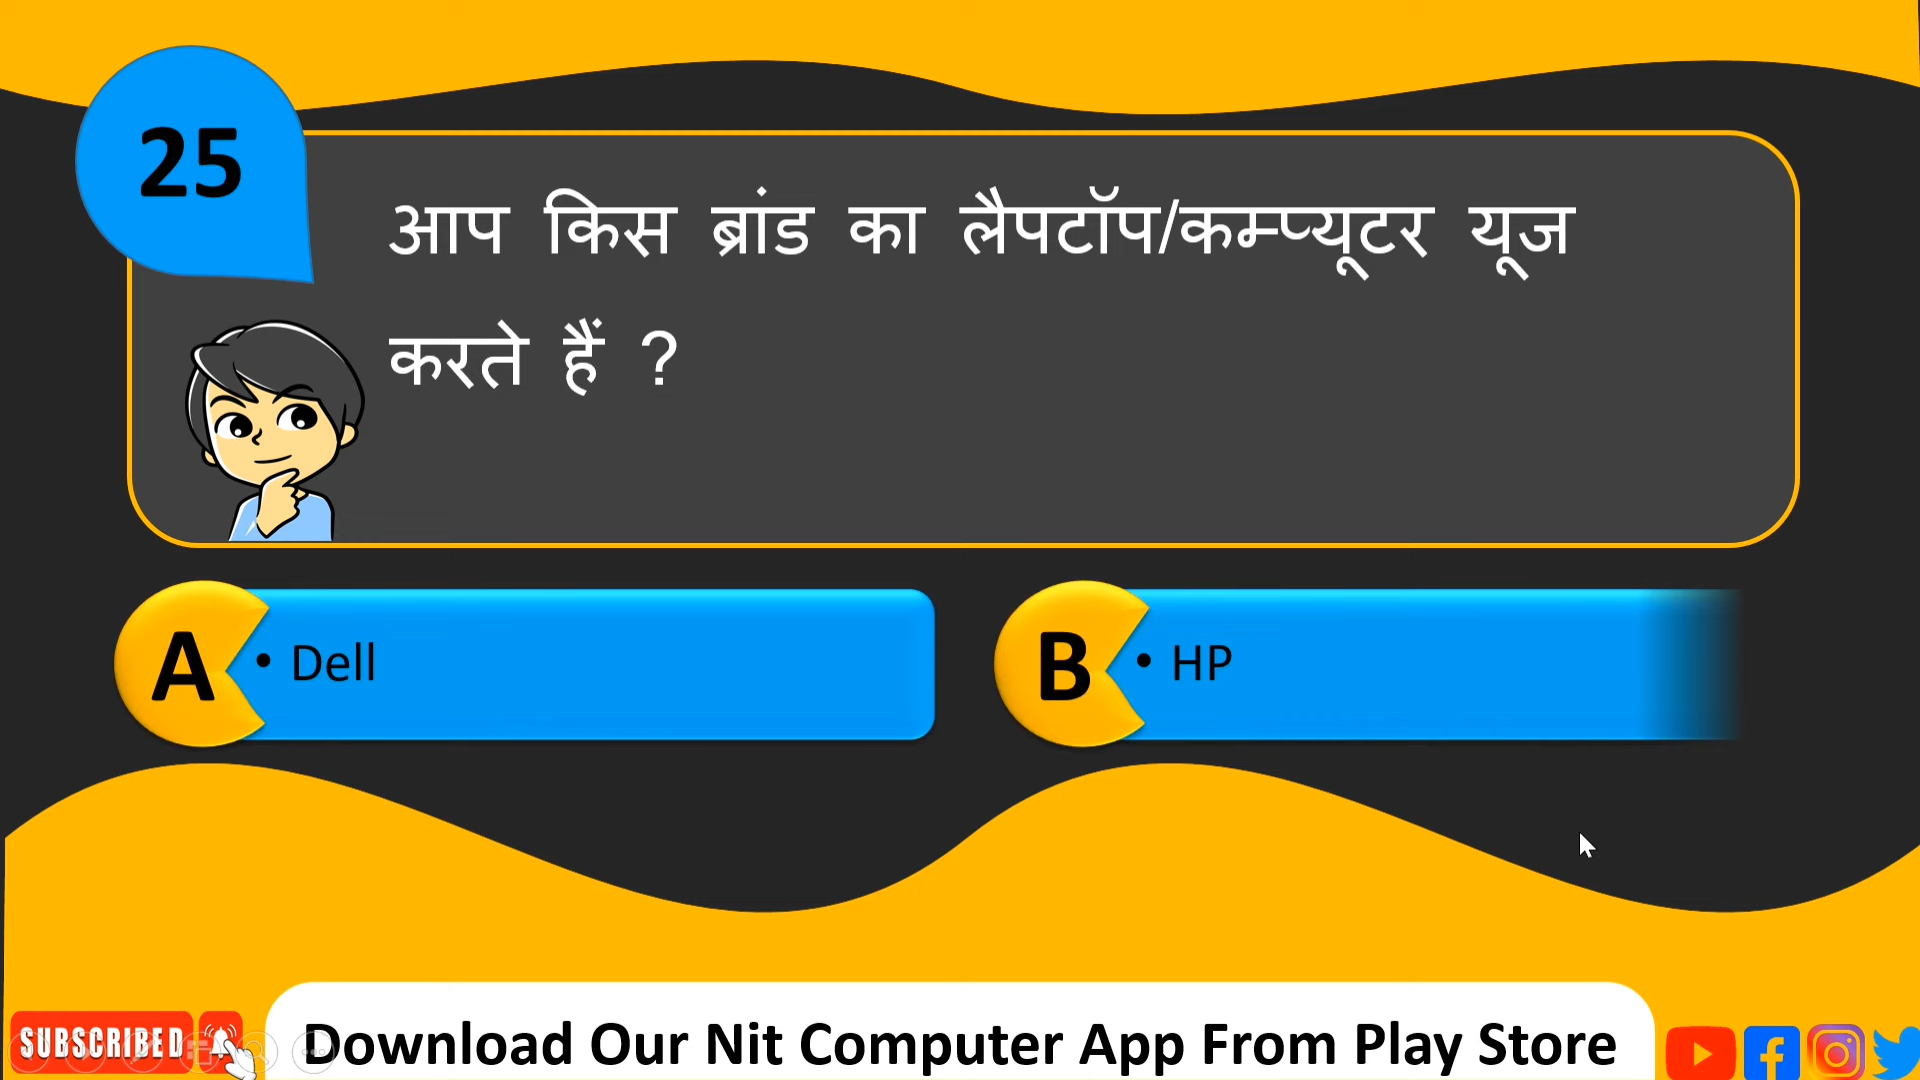 25
आप किस ब्रांड का लैपटॉप/कम्प्यूटर यूज
करते हैं ?
A • Dell
B • HP
SUBSCRIBED
Download Our Nit Computer App From Play Store